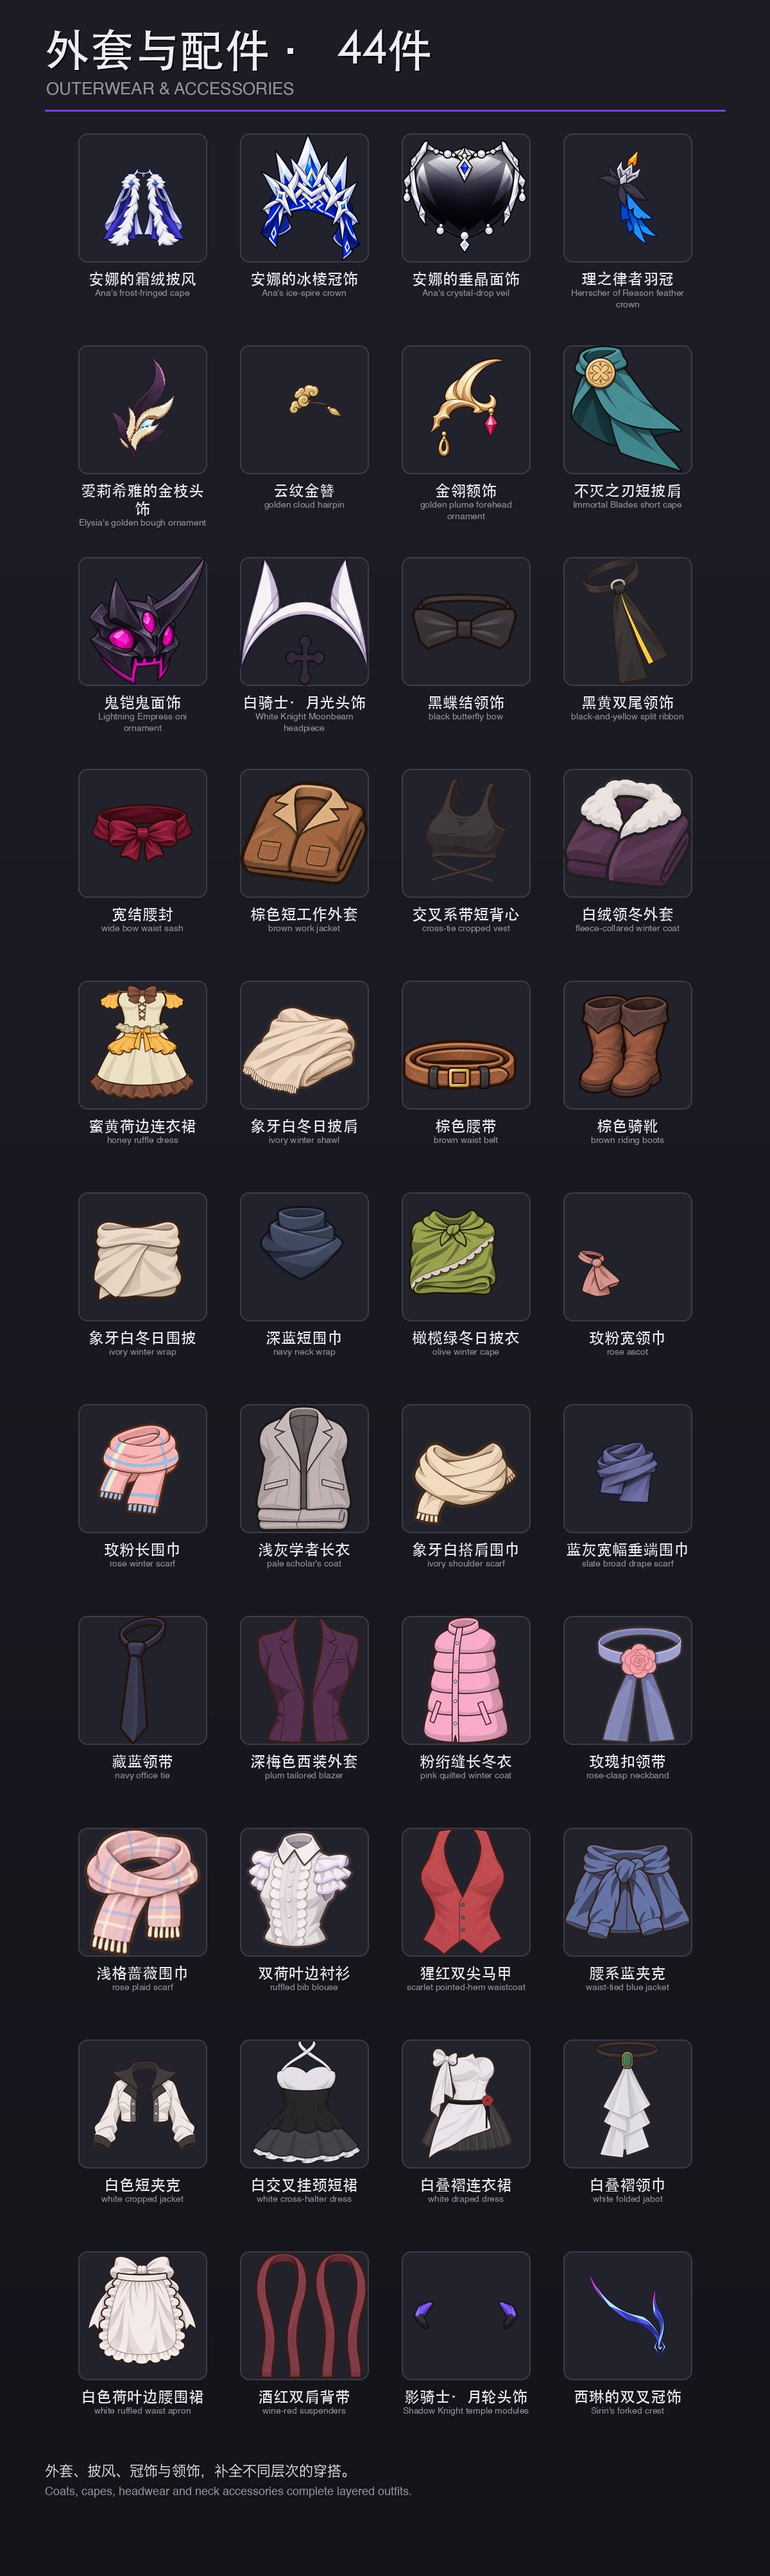 外套与配件 · 44件
OUTERWEAR & ACCESSORIES
安娜的霜绒披风
Ana's frost-fringed cape
安娜的冰棱冠饰
Ana's ice-spire crown
安娜的垂晶面饰
Ana's crystal-drop veil
理之律者羽冠
Herrscher of Reason feather
crown
爱莉希雅的金枝头
饰
Elysia's golden bough ornament
云纹金簪
golden cloud hairpin
金翎额饰
golden plume forehead
ornament
不灭之刃短披肩
Immortal Blades short cape
鬼铠鬼面饰
Lightning Empress oni
ornament
白骑士·月光头饰
White Knight Moonbeam
headpiece
黑蝶结领饰
black butterfly bow
黑黄双尾领饰
black-and-yellow split ribbon
宽结腰封
wide bow waist sash
棕色短工作外套
brown work jacket
交叉系带短背心
cross-tie cropped vest
白绒领冬外套
fleece-collared winter coat
蜜黄荷边连衣裙
honey ruffle dress
象牙白冬日披肩
ivory winter shawl
棕色腰带
brown waist belt
棕色骑靴
brown riding boots
象牙白冬日围披
ivory winter wrap
深蓝短围巾
navy neck wrap
橄榄绿冬日披衣
olive winter cape
玫粉宽领巾
rose ascot
玫粉长围巾
rose winter scarf
浅灰学者长衣
pale scholar's coat
象牙白搭肩围巾
ivory shoulder scarf
蓝灰宽幅垂端围巾
slate broad drape scarf
藏蓝领带
navy office tie
深梅色西装外套
plum tailored blazer
粉绗缝长冬衣
pink quilted winter coat
玫瑰扣领带
rose-clasp neckband
浅格蔷薇围巾
rose plaid scarf
双荷叶边衬衫
ruffled bib blouse
猩红双尖马甲
scarlet pointed-hem waistcoat
腰系蓝夹克
waist-tied blue jacket
白色短夹克
white cropped jacket
白交叉挂颈短裙
white cross-halter dress
白叠褶连衣裙
white draped dress
白叠褶领巾
white folded jabot
白色荷叶边腰围裙
white ruffled waist apron
酒红双肩背带
wine-red suspenders
影骑士·月轮头饰
Shadow Knight temple modules
西琳的双叉冠饰
Sirin's forked crest
外套、披风、冠饰与领饰，补全不同层次的穿搭。
Coats, capes, headwear and neck accessories complete layered outfits.